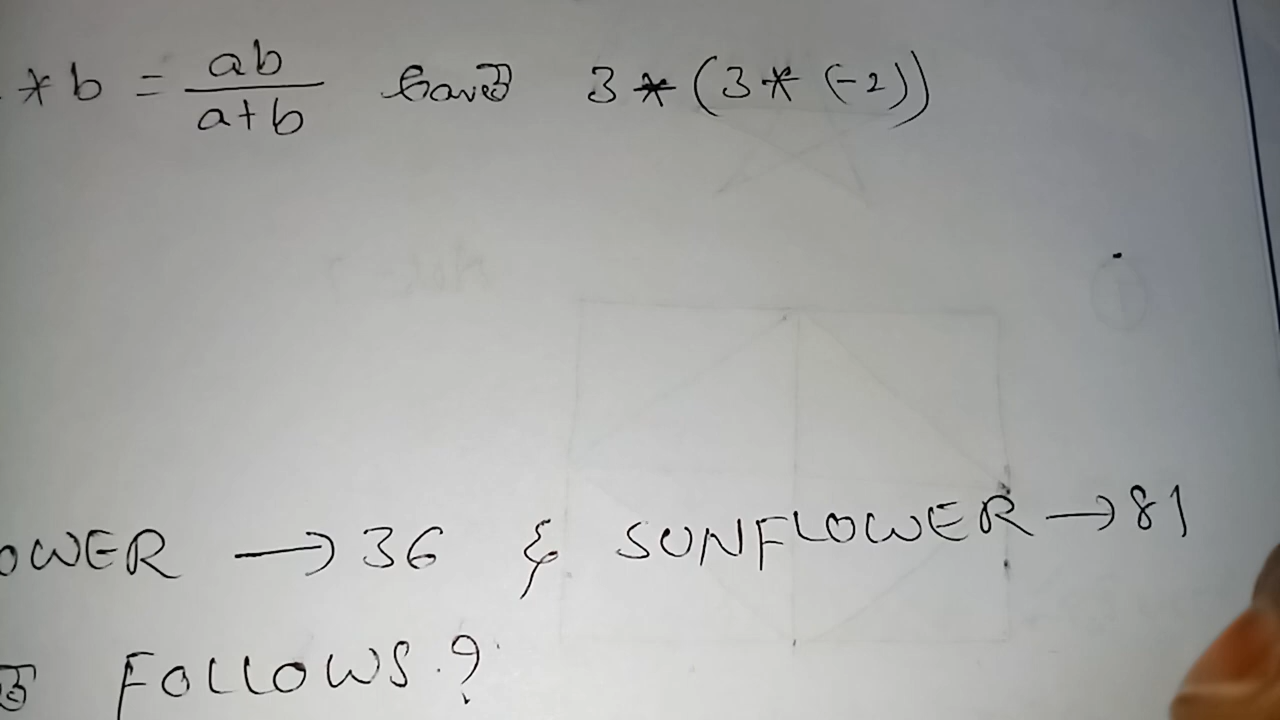 * b = ab / a+b 3 * (3 * (-2))
OWER → 36 & SUNFLOWER → 81
FOLLOWS ?